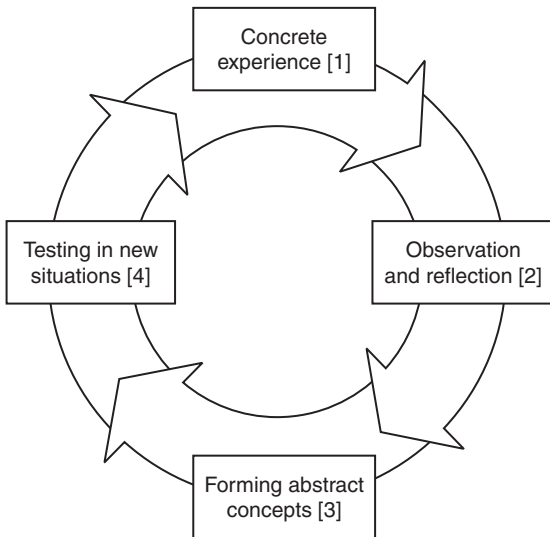 Concrete
experience [1]
Observation
and reflection [2]
Forming abstract
concepts [3]
Testing in new
situations [4]